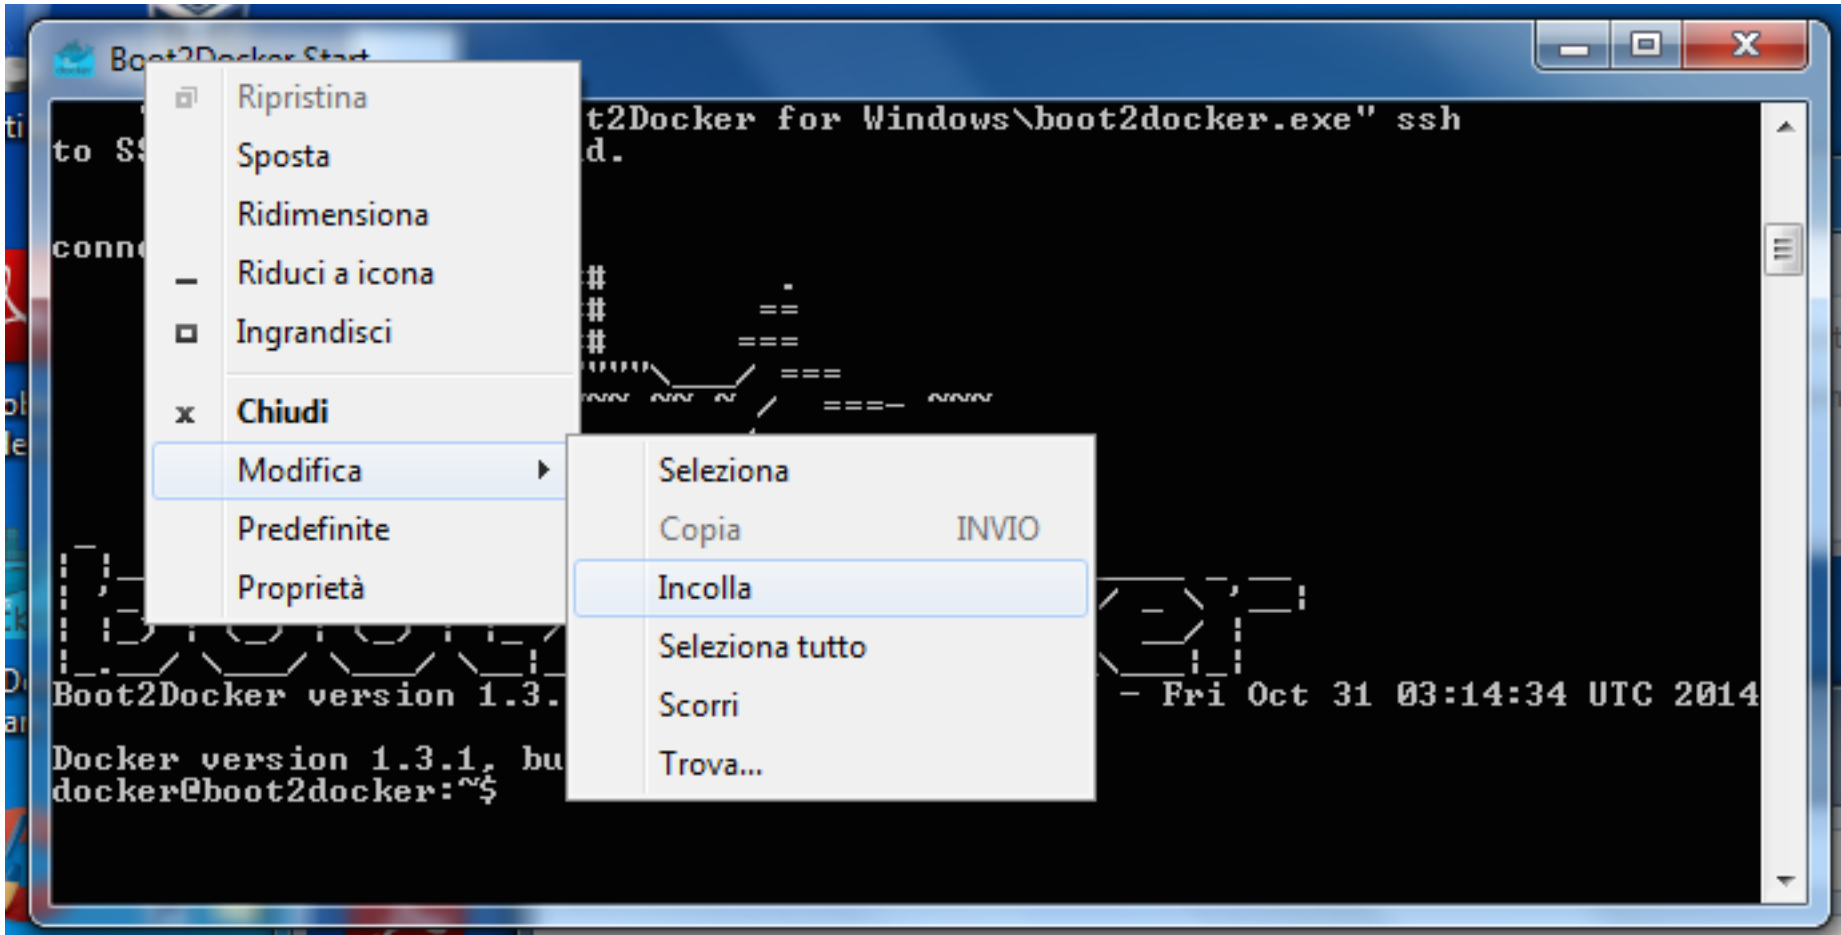 Boot2Docker Start
t2Docker for Windows\boot2docker.exe" ssh
to
d.
Ripristina
Sposta
Ridimensiona
Riduci a icona
Ingrandisci
Chiudi
Modifica
Predefinite
Proprietà
Seleziona
Copia INVIO
Incolla
Seleziona tutto
Scorri
Trova...
Boot2Docker version 1.3. - Fri Oct 31 03:14:34 UTC 2014
Docker version 1.3.1, bu
docker@boot2docker:~$